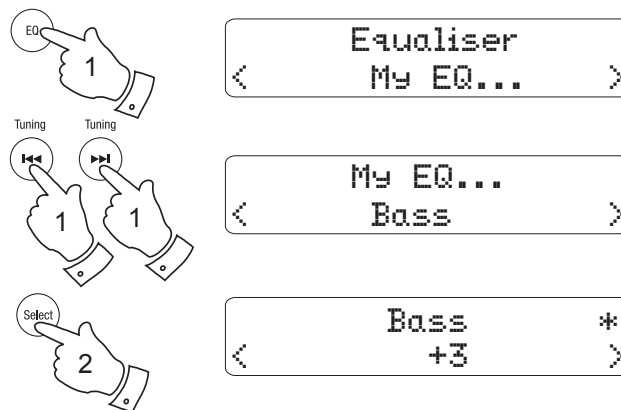 EQ
1
Equaliser
< My EQ... >
Tuning Tuning
1 1
My EQ...
< Bass >
Select
2
Bass *
< +3 >